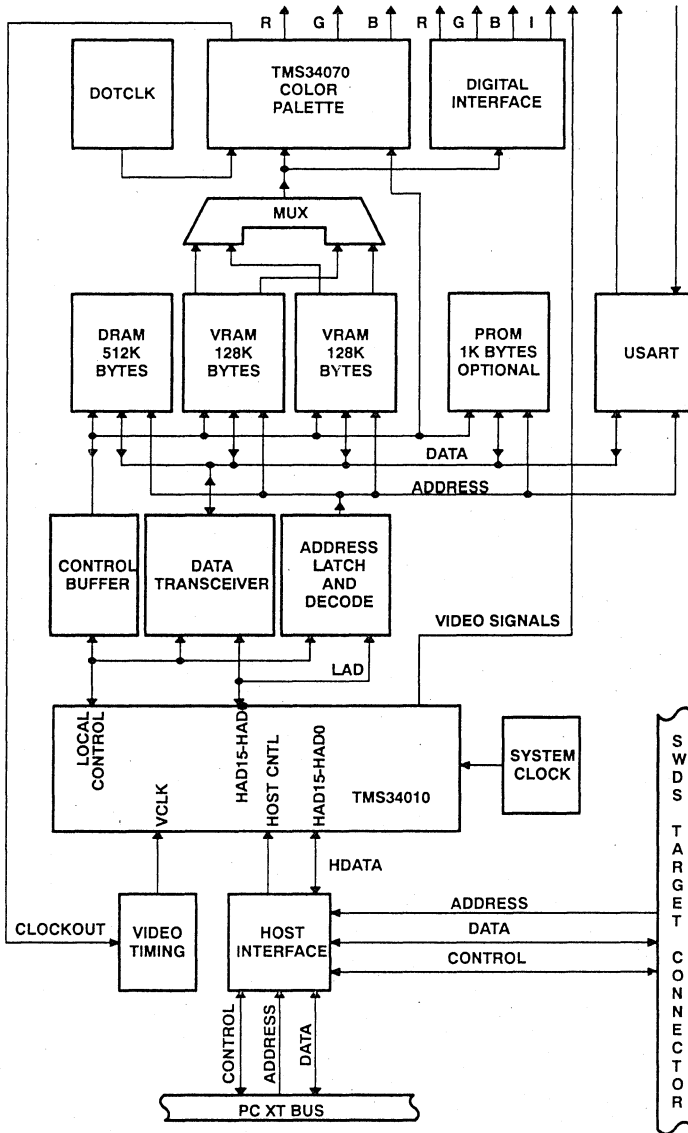 R G B R G B I
DOTCLK
TMS34070
COLOR
PALETTE
DIGITAL
INTERFACE
MUX
DRAM
512K
BYTES
VRAM
128K
BYTES
VRAM
128K
BYTES
PROM
1K BYTES
OPTIONAL
USART
DATA
ADDRESS
CONTROL
BUFFER
DATA
TRANSCEIVER
ADDRESS
LATCH
AND
DECODE
VIDEO SIGNALS
LAD
LOCAL
CONTROL
VCLK
HAD15-HAD0
HOST CNTL
HAD15-HAD0
TMS34010
SYSTEM
CLOCK
SWDS TARGET CONNECTOR
HDATA
CLOCKOUT
VIDEO
TIMING
HOST
INTERFACE
ADDRESS
DATA
CONTROL
CONTROL
ADDRESS
DATA
PC XT BUS